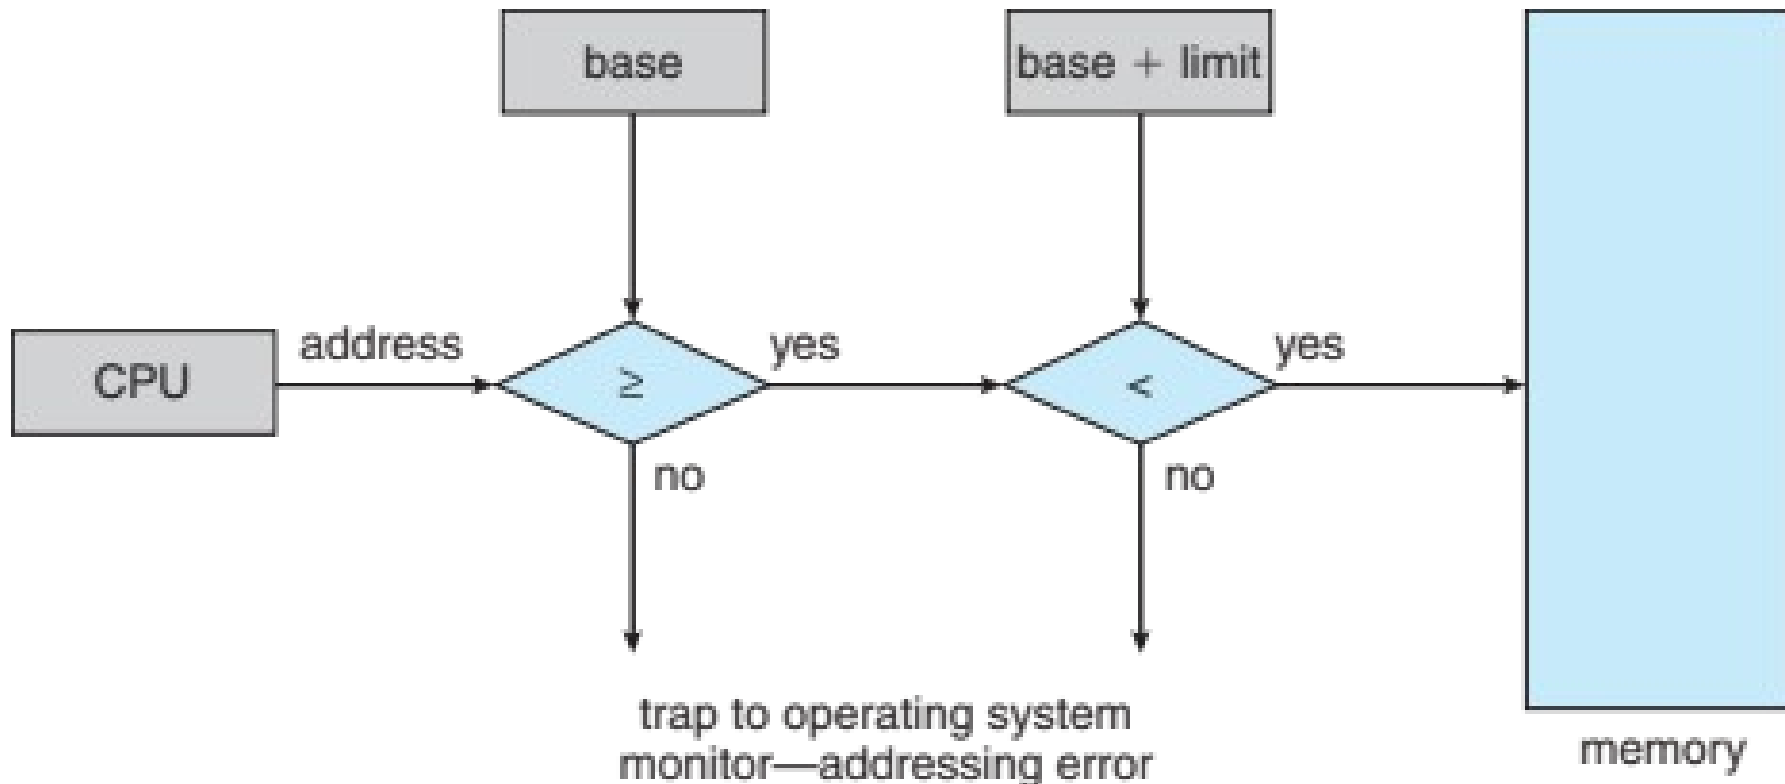 base
base + limit
address
yes
yes
CPU
≥
<
no
no
trap to operating system
monitor—addressing error
memory